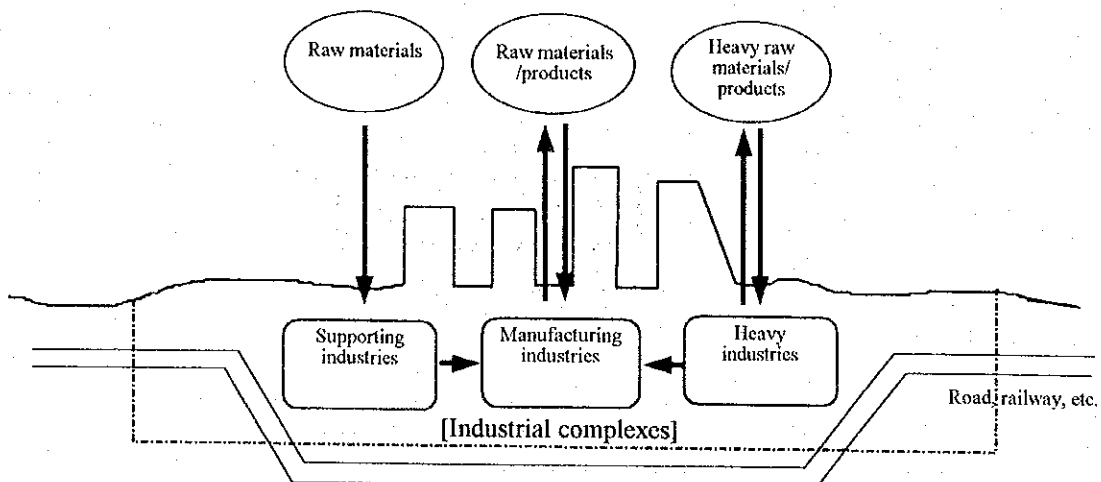 Raw materials
Raw materials
/products
Heavy raw
materials/
products
Supporting
industries
Manufacturing
industries
Heavy
industries
Road, railway, etc.
[Industrial complexes]